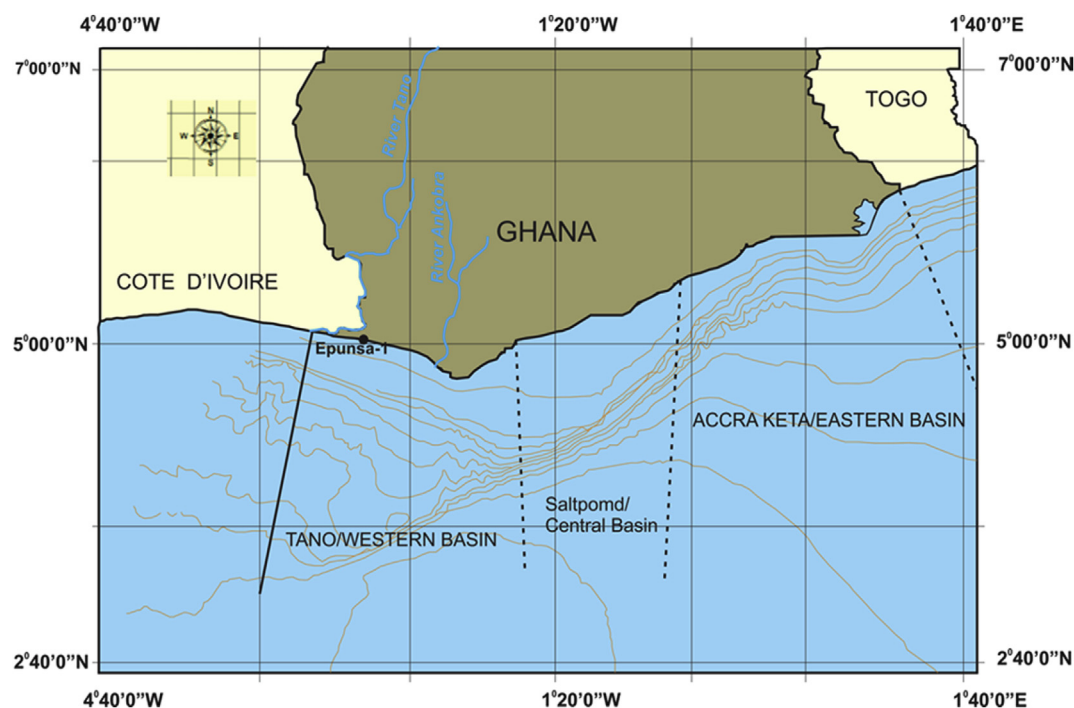 4°40'0"W 1°20'0"W 1°40'0"E
7°00'0"N 7°00'0"N
TOGO
N
W E
S
River Tano
River Ankobra
GHANA
COTE D'IVOIRE
5°00'0"N 5°00'0"N
Epunsa-1
ACCRA KETA/EASTERN BASIN
Saltpomd/
Central Basin
TANO/WESTERN BASIN
2°40'0"N 2°40'0"N
4°40'0"W 1°20'0"W 1°40'0"E